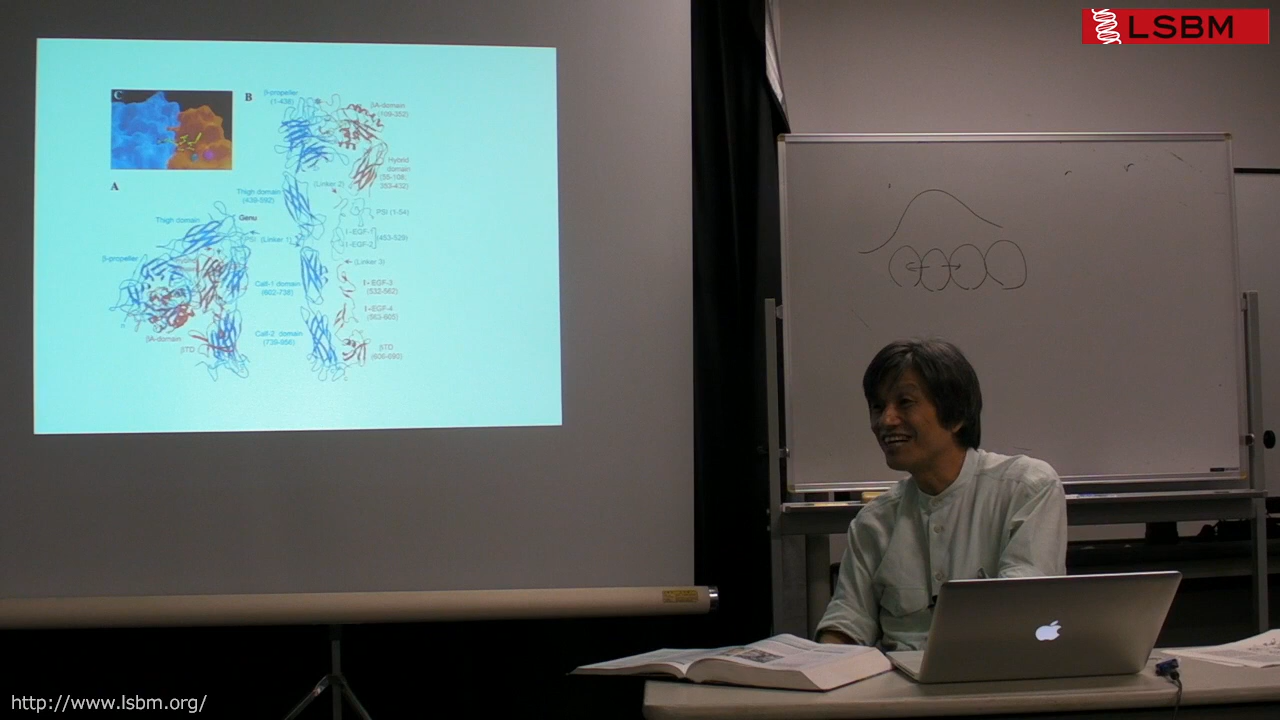 LSBM
C
B
β-propeller
(1-438)
βA-domain
(109-352)
Hybrid
domain
(55-108;
353-432)
A
Thigh domain
(439-592)
(Linker 2)
PSI (1-54)
Thigh domain
Genu
I-EGF-1
I-EGF-2
(453-529)
PSI
(Linker 1)
β-propeller
(Linker 3)
Calf-1 domain
(602-738)
I-EGF-3
(532-562)
I-EGF-4
(563-605)
βA-domain
βTD
Calf-2 domain
(739-956)
βTD
(606-690)
http://www.lsbm.org/